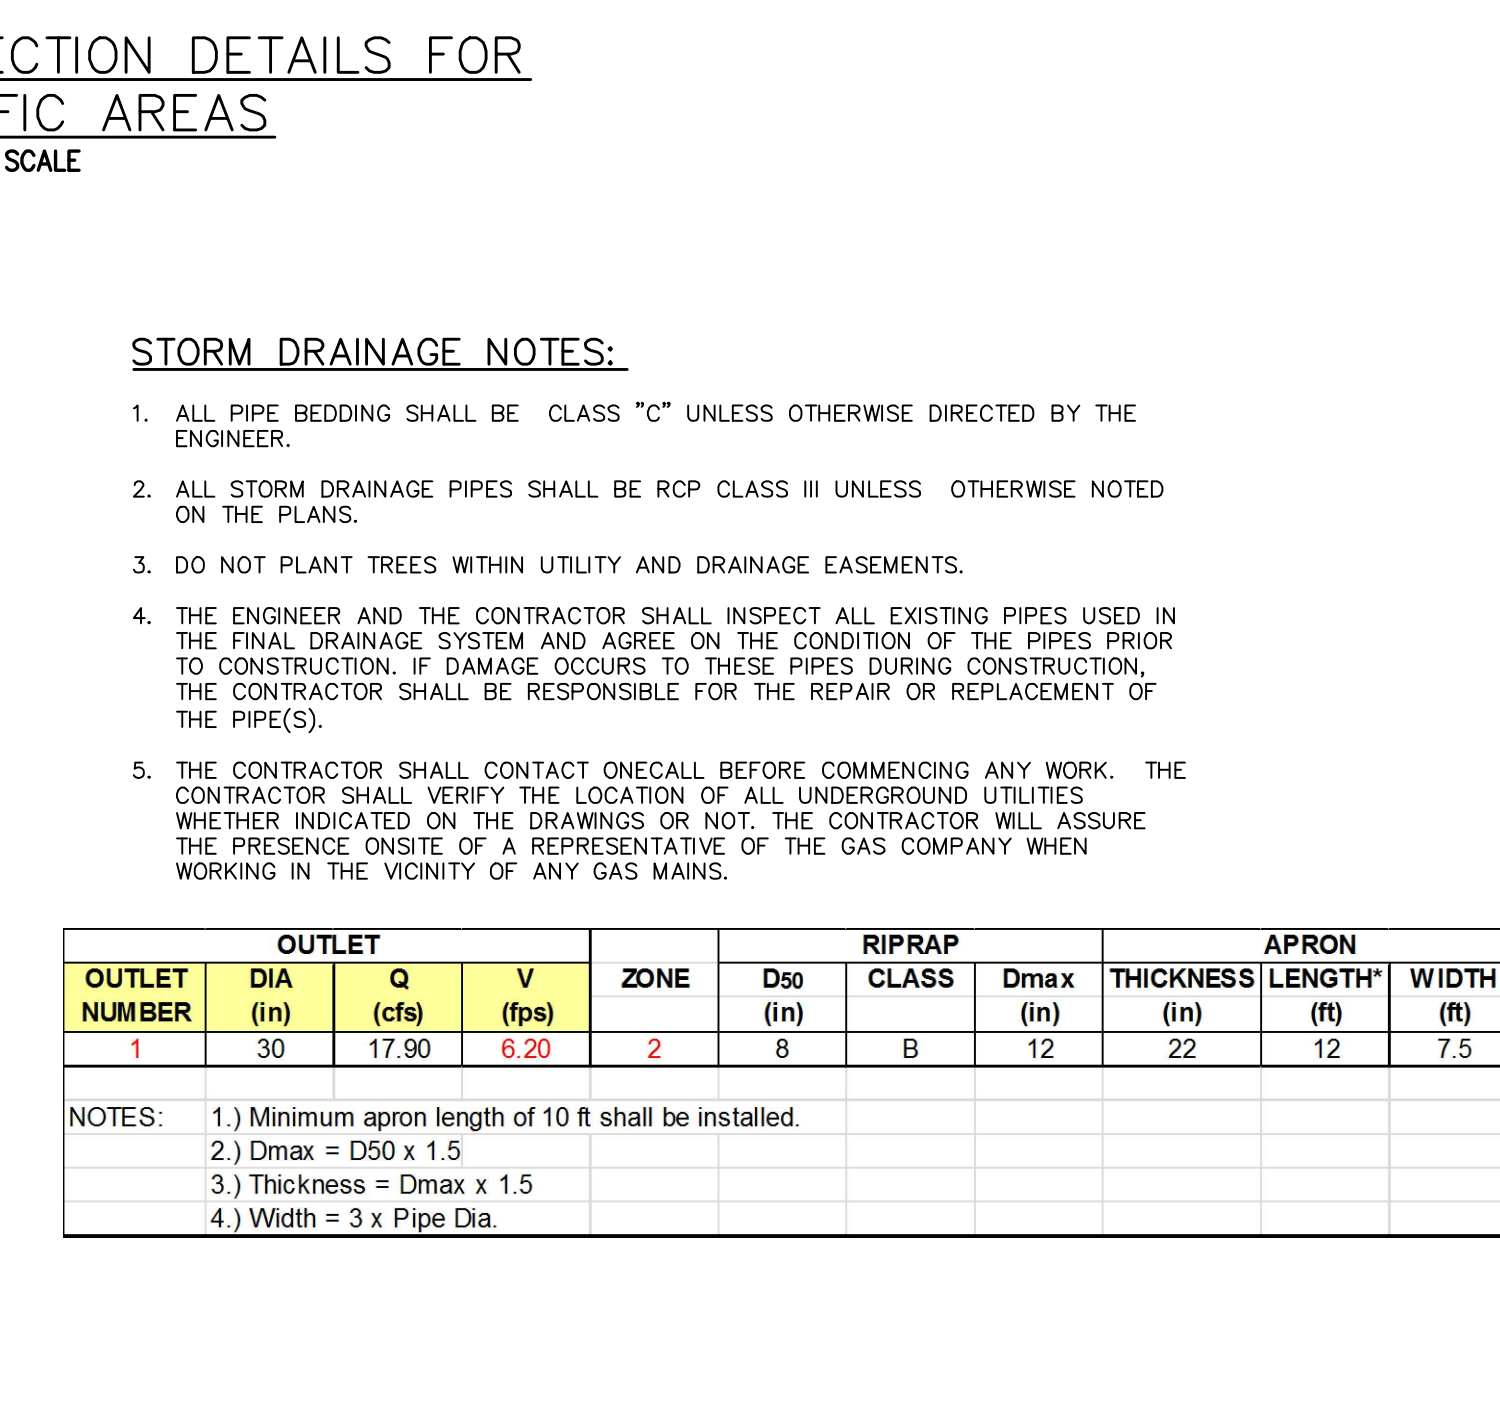 ECTION DETAILS FOR
FIC AREAS
SCALE
STORM DRAINAGE NOTES:
1. ALL PIPE BEDDING SHALL BE CLASS "C" UNLESS OTHERWISE DIRECTED BY THE
ENGINEER.
2. ALL STORM DRAINAGE PIPES SHALL BE RCP CLASS III UNLESS OTHERWISE NOTED
ON THE PLANS.
3. DO NOT PLANT TREES WITHIN UTILITY AND DRAINAGE EASEMENTS.
4. THE ENGINEER AND THE CONTRACTOR SHALL INSPECT ALL EXISTING PIPES USED IN
THE FINAL DRAINAGE SYSTEM AND AGREE ON THE CONDITION OF THE PIPES PRIOR
TO CONSTRUCTION. IF DAMAGE OCCURS TO THESE PIPES DURING CONSTRUCTION,
THE CONTRACTOR SHALL BE RESPONSIBLE FOR THE REPAIR OR REPLACEMENT OF
THE PIPE(S).
5. THE CONTRACTOR SHALL CONTACT ONECALL BEFORE COMMENCING ANY WORK. THE
CONTRACTOR SHALL VERIFY THE LOCATION OF ALL UNDERGROUND UTILITIES
WHETHER INDICATED ON THE DRAWINGS OR NOT. THE CONTRACTOR WILL ASSURE
THE PRESENCE ONSITE OF A REPRESENTATIVE OF THE GAS COMPANY WHEN
WORKING IN THE VICINITY OF ANY GAS MAINS.
OUTLET RIPRAP APRON
OUTLET DIA Q V ZONE D50 CLASS Dmax THICKNESS LENGTH* WIDTH
NUMBER (in) (cfs) (fps) (in) (in) (in) (ft) (ft)
1 30 17.90 6.20 2 8 B 12 22 12 7.5
NOTES: 1.) Minimum apron length of 10 ft shall be installed.
2.) Dmax = D50 x 1.5
3.) Thickness = Dmax x 1.5
4.) Width = 3 x Pipe Dia.